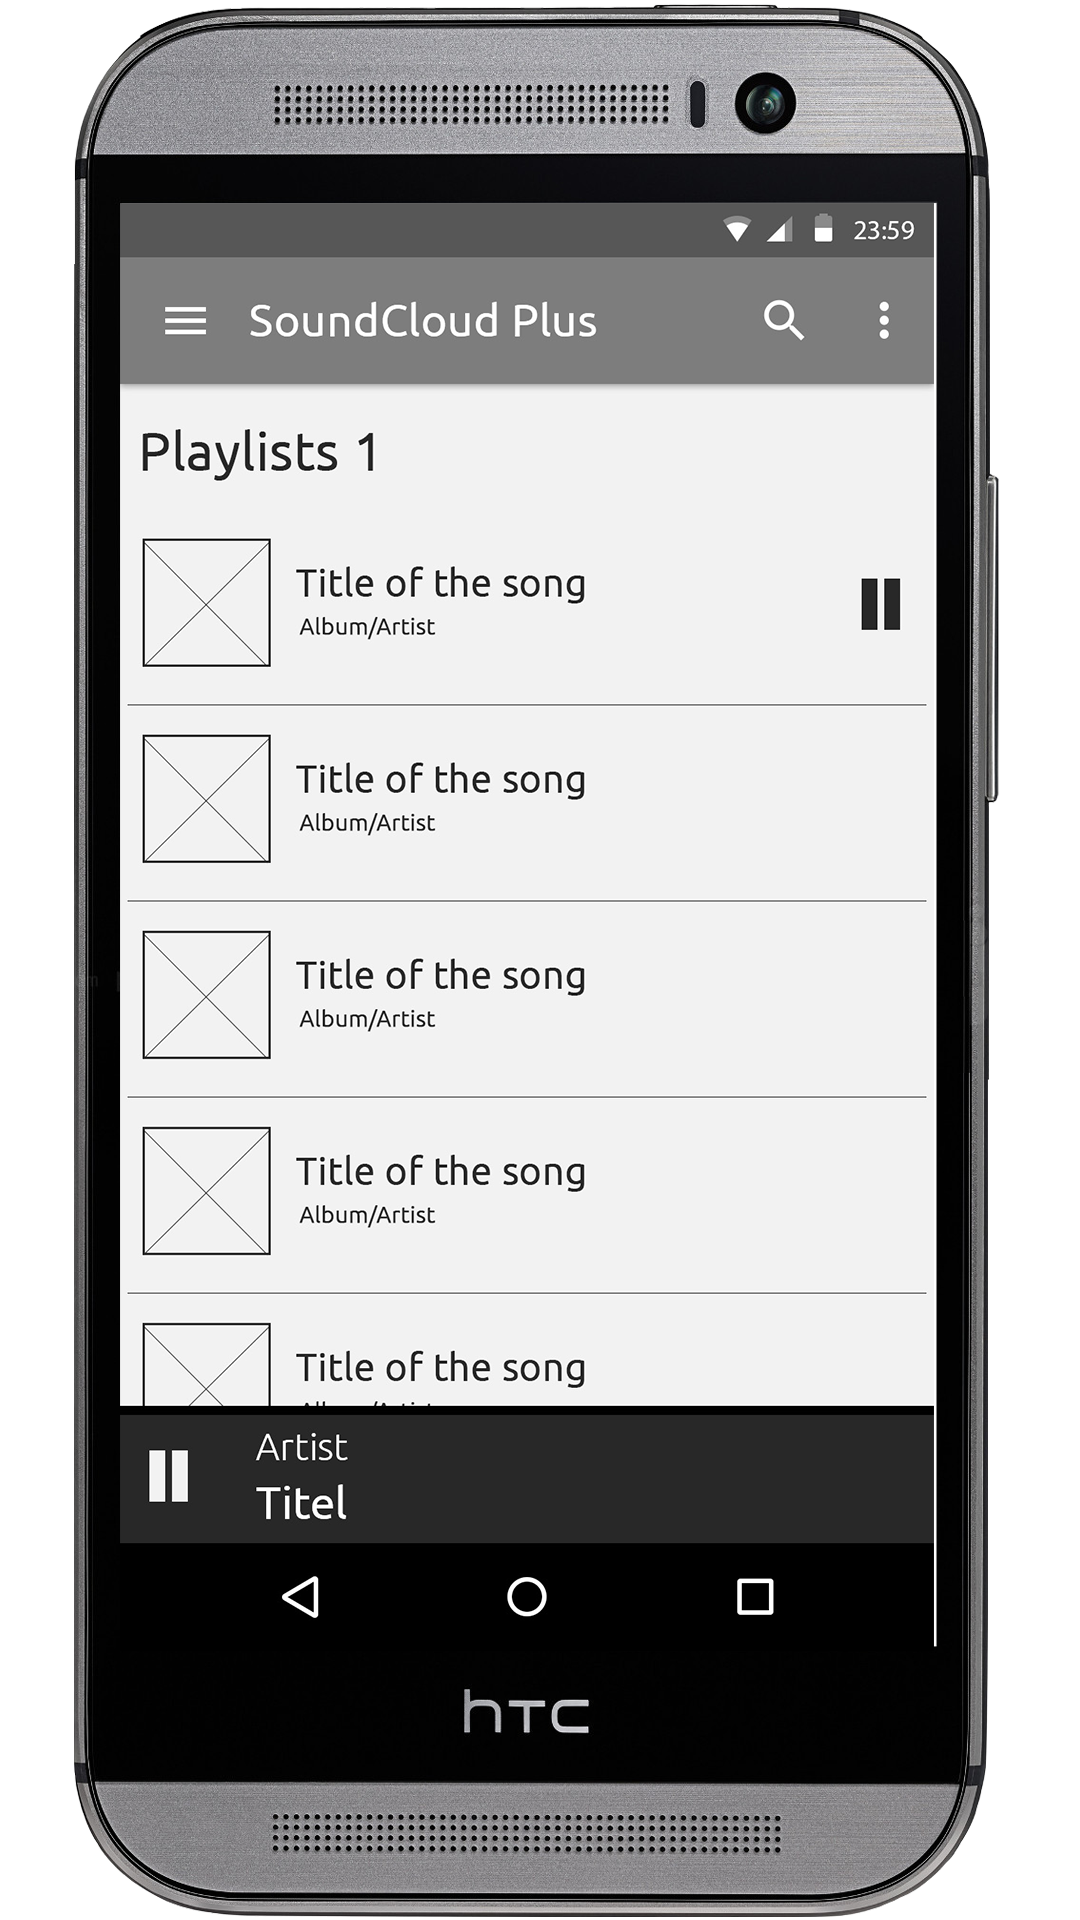 23:59
SoundCloud Plus
Playlists 1
Title of the song
Album/Artist
Title of the song
Album/Artist
Title of the song
Album/Artist
Title of the song
Album/Artist
Title of the song
Artist
Titel
hTC